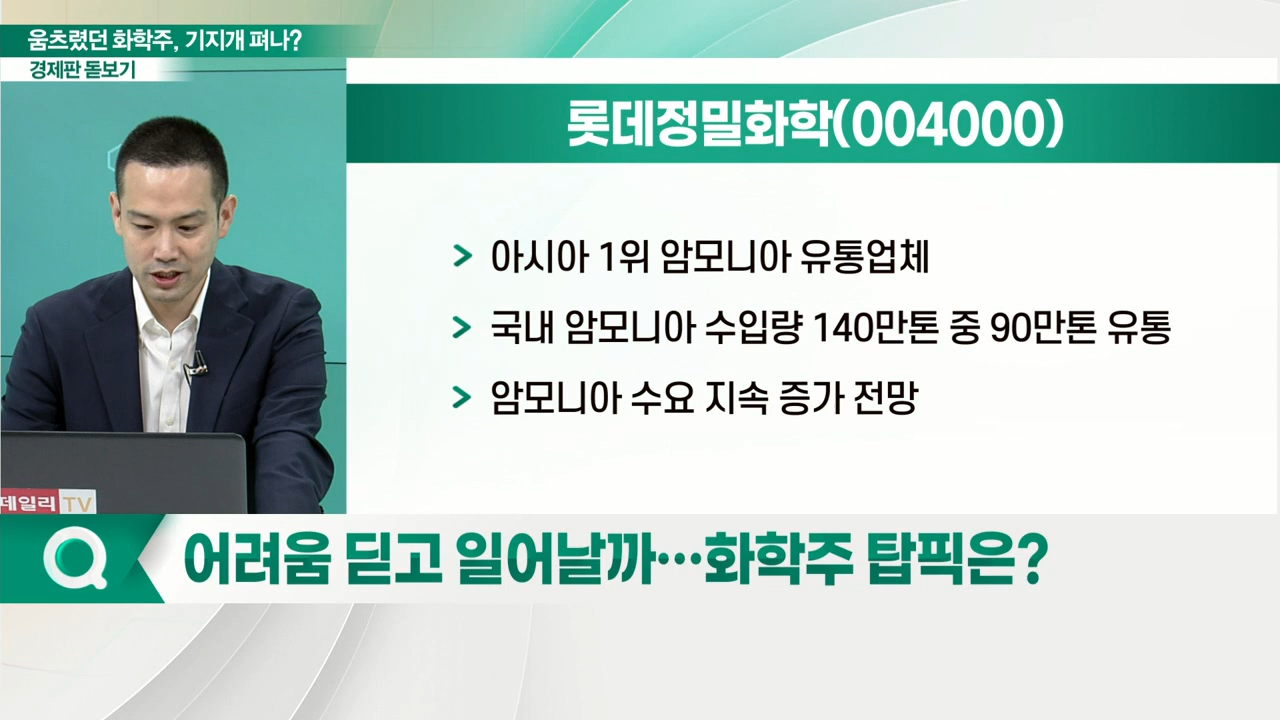 움츠렸던 화학주, 기지개 펴나?
경제판 돋보기
롯데정밀화학(004000)
> 아시아 1위 암모니아 유통업체
> 국내 암모니아 수입량 140만톤 중 90만톤 유통
> 암모니아 수요 지속 증가 전망
데일리 TV
어려움 딛고 일어날까…화학주 탑픽은?